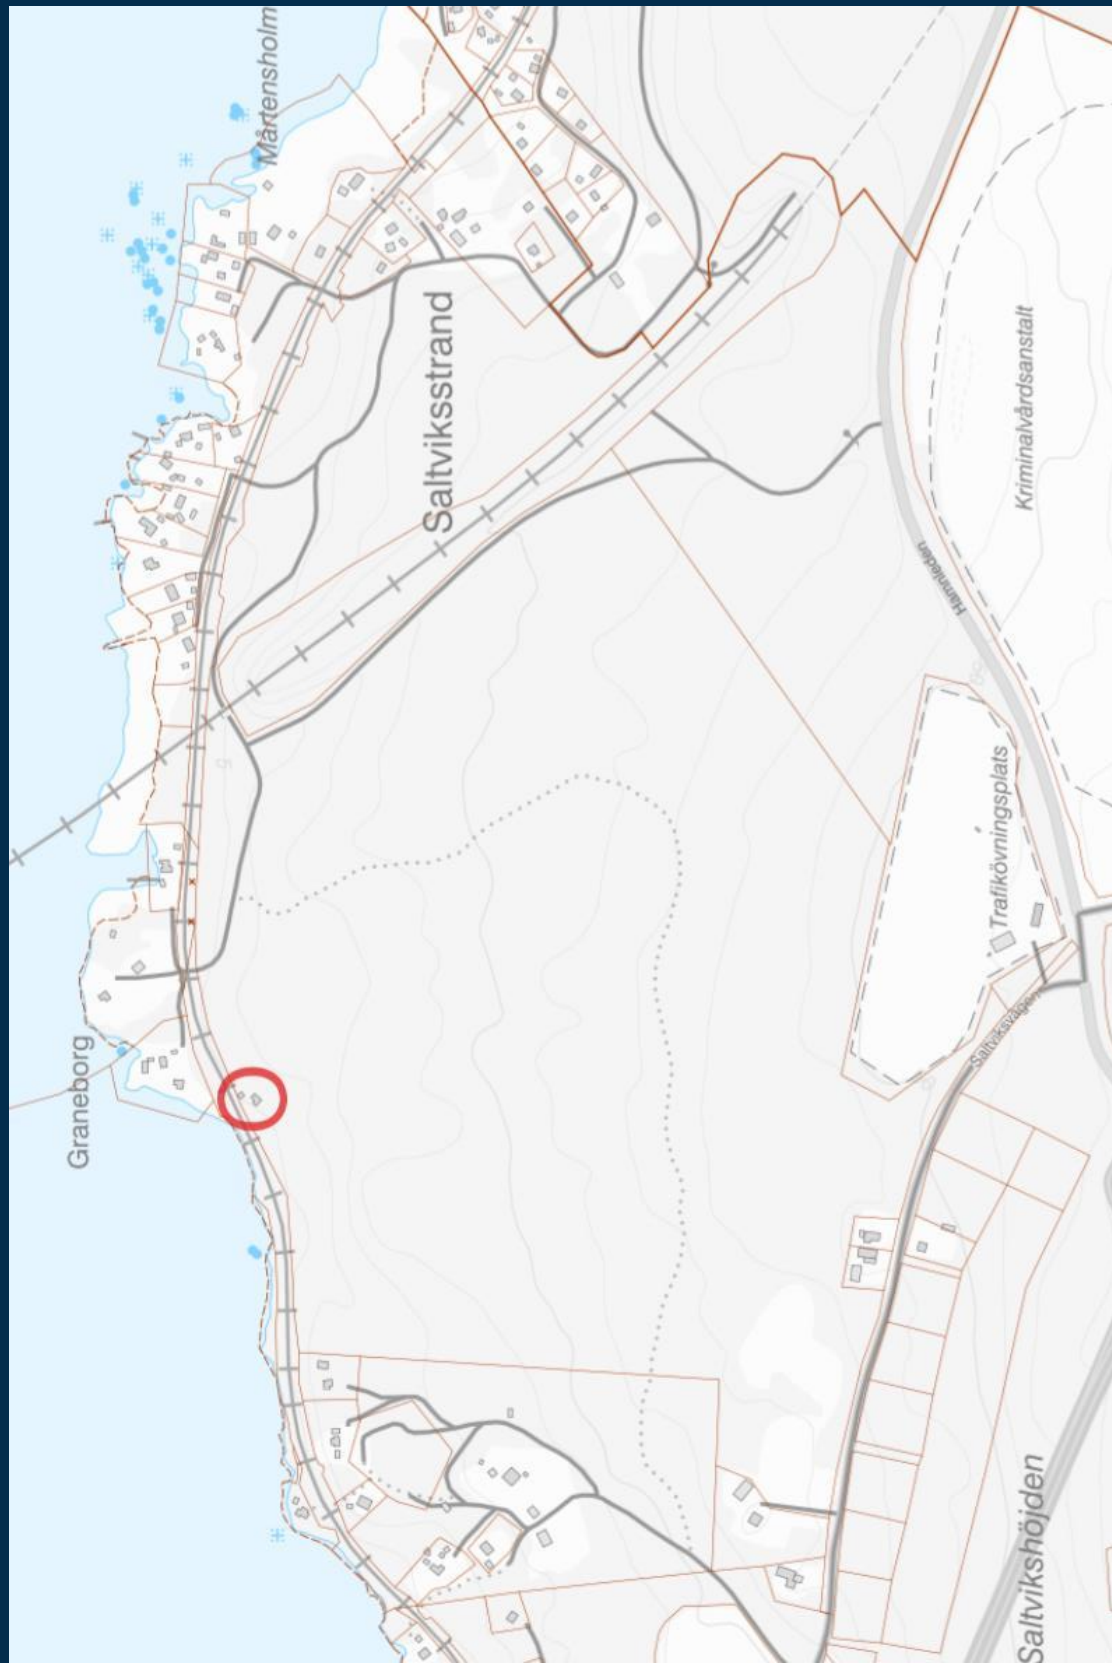 Mårtensholm
Saltviksstrand
Kriminalvårdsanstalt
Hamnleden
Trafikövningsplats
Saltviksvägen
Graneborg
Saltvikshöjden